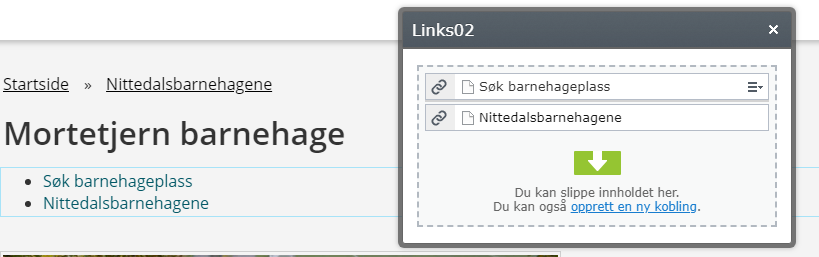 Startside » Nittedalsbarnehagene
Mortetjern barnehage
Søk barnehageplass
Nittedalsbarnehagene
Links02
Søk barnehageplass
Nittedalsbarnehagene
Du kan slippe innholdet her.
Du kan også opprett en ny kobling.